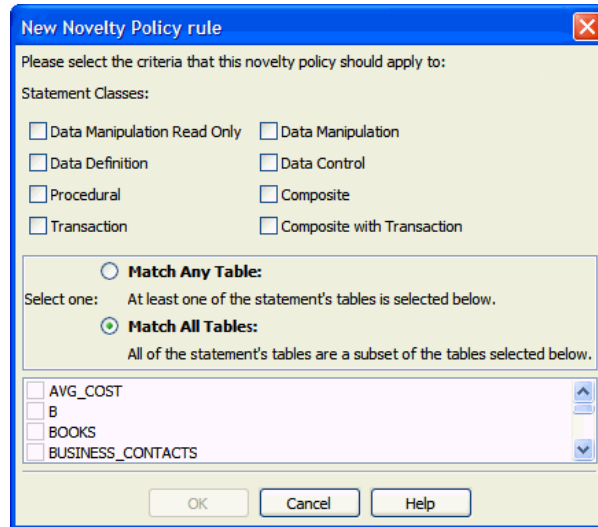 New Novelty Policy rule
Please select the criteria that this novelty policy should apply to:
Statement Classes:
Data Manipulation Read Only
Data Manipulation
Data Definition
Data Control
Procedural
Composite
Transaction
Composite with Transaction
Match Any Table:
Select one:
At least one of the statement's tables is selected below.
Match All Tables:
All of the statement's tables are a subset of the tables selected below.
AVG_COST
B
BOOKS
BUSINESS_CONTACTS
OK
Cancel
Help